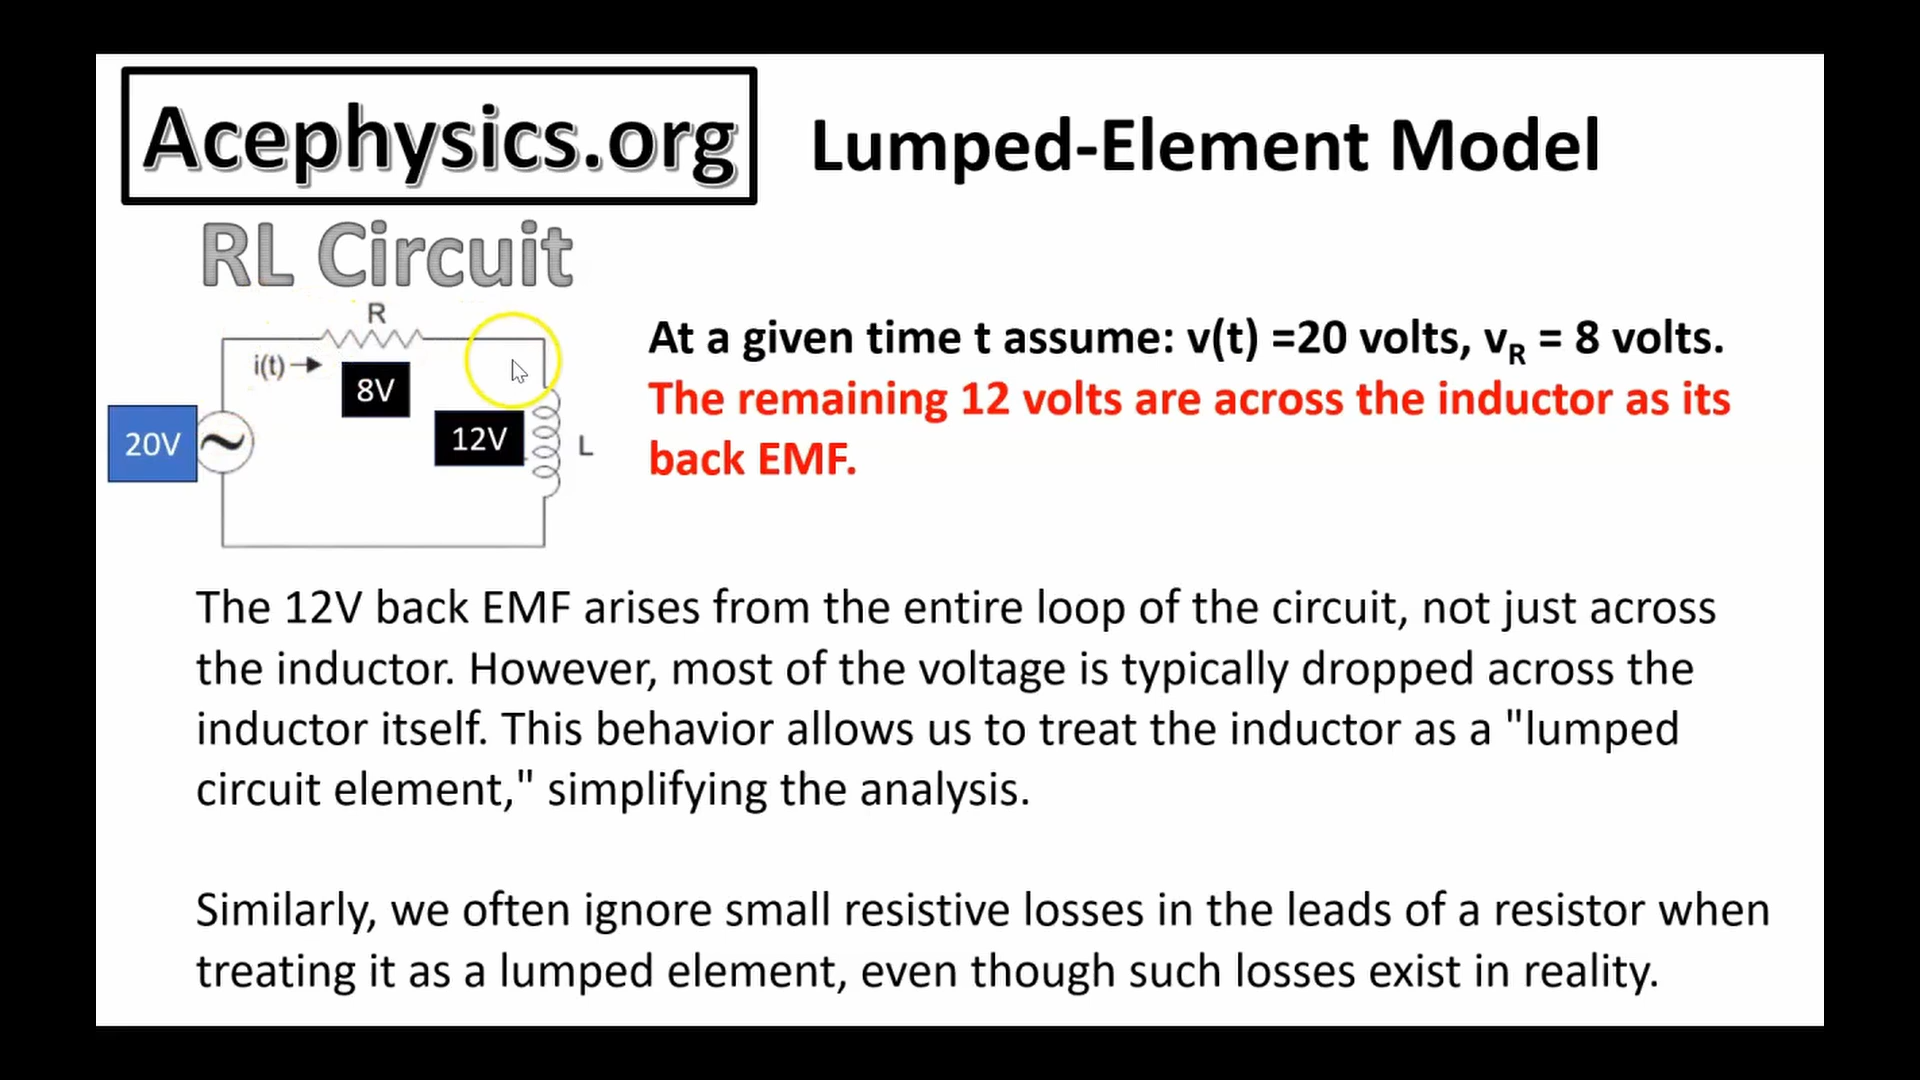 Acephysics.org
Lumped-Element Model
RL Circuit
R
i(t)
8V
20V
12V
L
At a given time t assume: v(t) =20 volts, vR = 8 volts.
The remaining 12 volts are across the inductor as its
back EMF.
The 12V back EMF arises from the entire loop of the circuit, not just across
the inductor. However, most of the voltage is typically dropped across the
inductor itself. This behavior allows us to treat the inductor as a "lumped
circuit element," simplifying the analysis.
Similarly, we often ignore small resistive losses in the leads of a resistor when
treating it as a lumped element, even though such losses exist in reality.